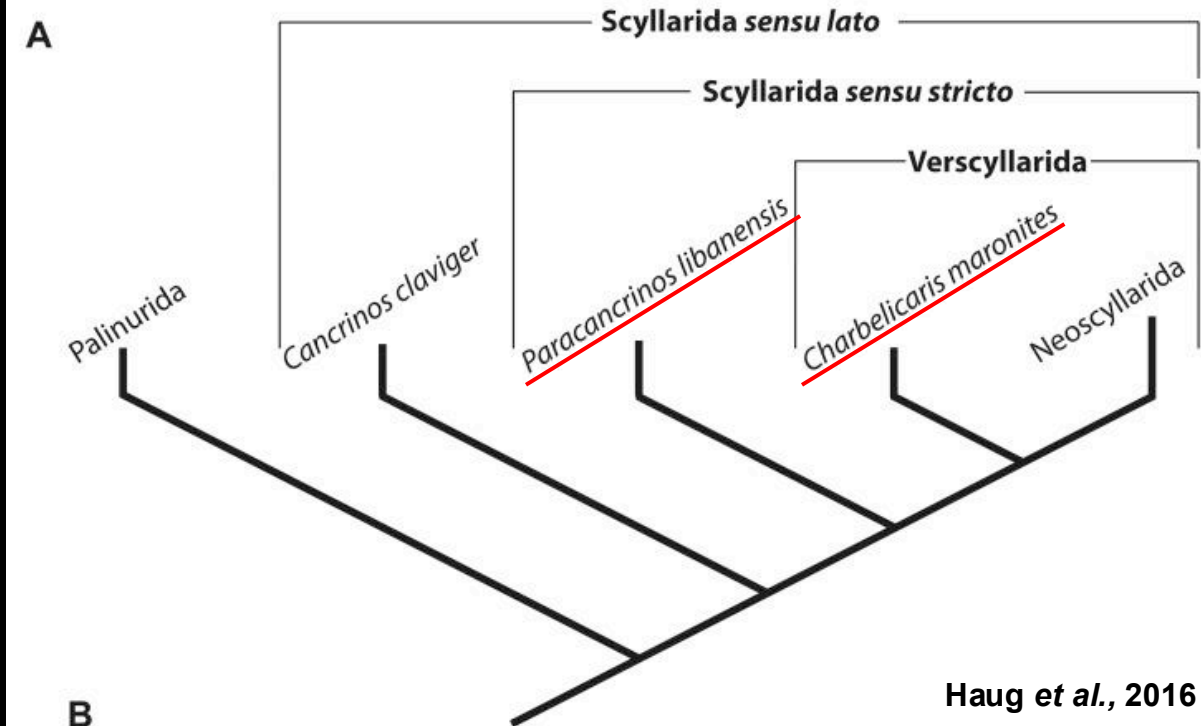 A
Scyllarida sensu lato
Scyllarida sensu stricto
Verscyllarida
Palinurida
Cancrinos claviger
Paracancrinos libanensis
Charbelicaris maronites
Neoscyllarida
B
Haug et al., 2016